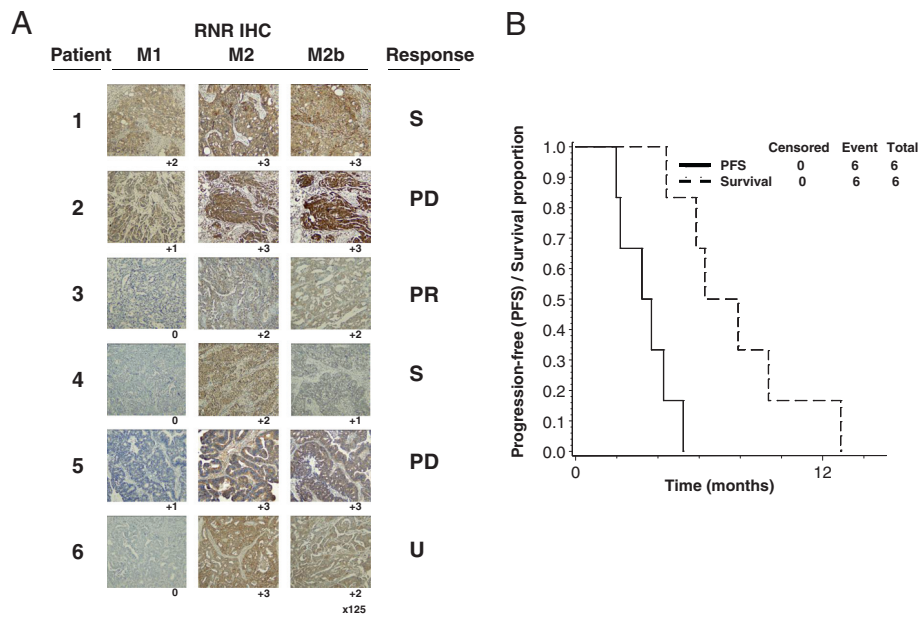 A
RNR IHC
Patient M1 M2 M2b Response
1 S
+2 +3 +3
2 PD
+1 +3 +3
3 PR
0 +2 +2
4 S
0 +2 +1
5 PD
+1 +3 +3
6 U
0 +3 +2
x125
B
Censored Event Total
PFS 0 6 6
Survival 0 6 6
Progression-free (PFS) / Survival proportion
1.0
0.9
0.8
0.7
0.6
0.5
0.4
0.3
0.2
0.1
0.0
0 12
Time (months)